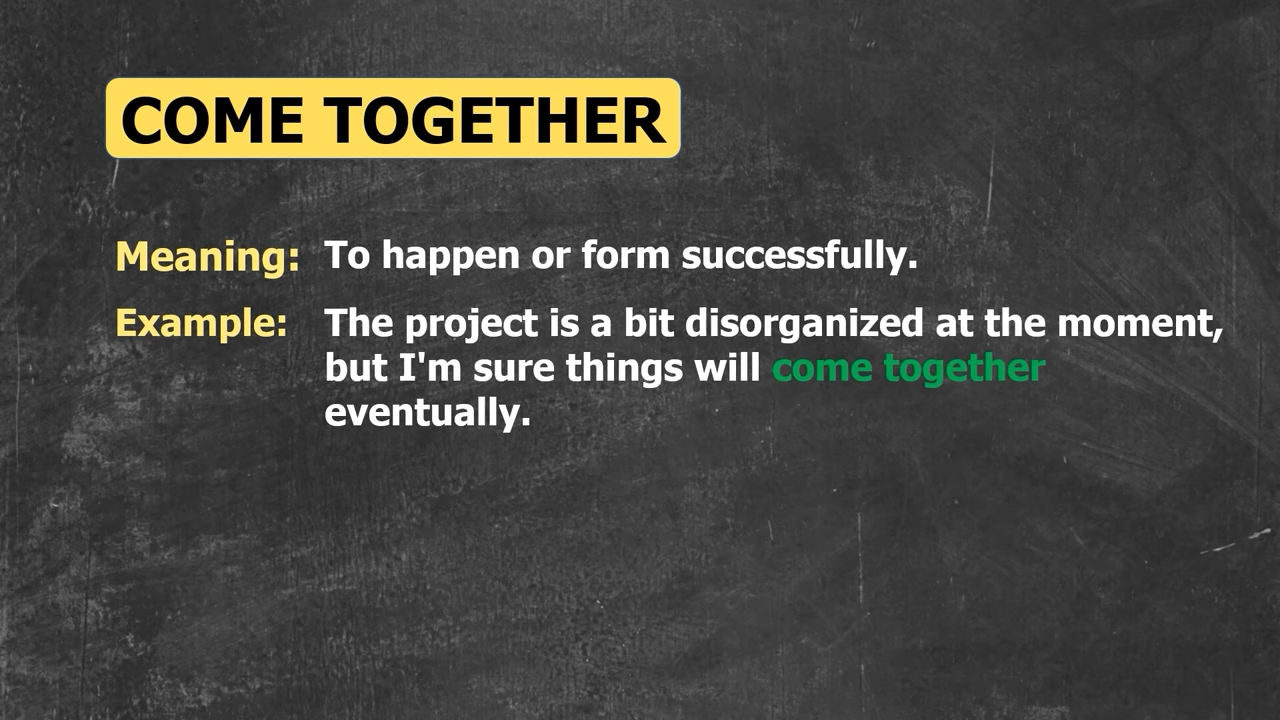 COME TOGETHER
Meaning: To happen or form successfully.
Example: The project is a bit disorganized at the moment,
but I'm sure things will come together
eventually.